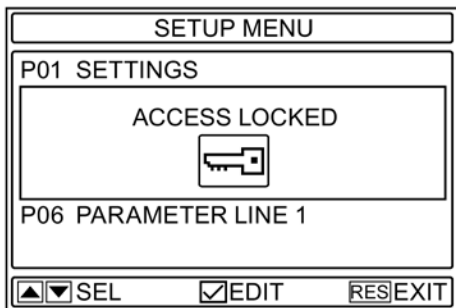 SETUP MENU
P01 SETTINGS
ACCESS LOCKED
P06 PARAMETER LINE 1
▲▼ SEL ☑ EDIT RES EXIT